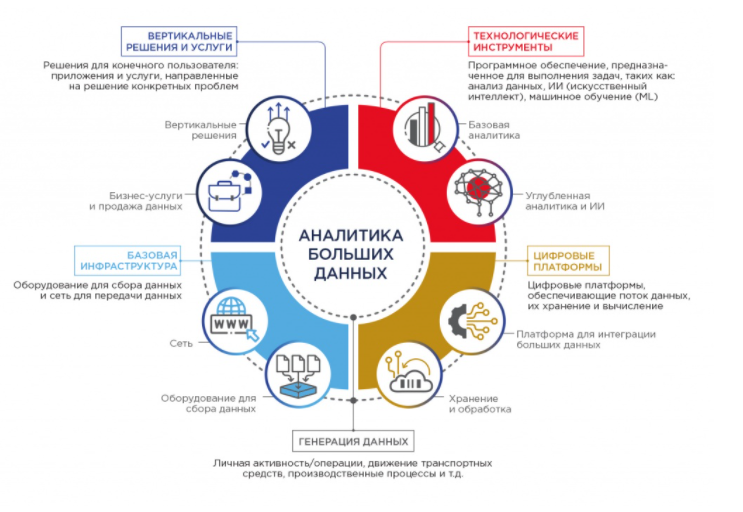 ВЕРТИКАЛЬНЫЕ
РЕШЕНИЯ И УСЛУГИ
Решения для конечного пользователя:
приложения и услуги, направленные
на решение конкретных проблем
ТЕХНОЛОГИЧЕСКИЕ
ИНСТРУМЕНТЫ
Программное обеспечение, предназна-
ченное для выполнения задач, таких как:
анализ данных, ИИ (искусственный
интеллект), машинное обучение (ML)
Вертикальные
решения
Базовая
аналитика
Бизнес-услуги
и продажа данных
Углубленная
аналитика и ИИ
АНАЛИТИКА
БОЛЬШИХ
ДАННЫХ
БАЗОВАЯ
ИНФРАСТРУКТУРА
Оборудование для сбора данных
и сеть для передачи данных
ЦИФРОВЫЕ
ПЛАТФОРМЫ
Цифровые платформы,
обеспечивающие поток данных,
их хранение и вычисление
WWW
Сеть
Платформа для интеграции
больших данных
Оборудование для
сбора данных
Хранение
и обработка
ГЕНЕРАЦИЯ ДАННЫХ
Личная активность/операции, движение транспортных
средств, производственные процессы и т.д.